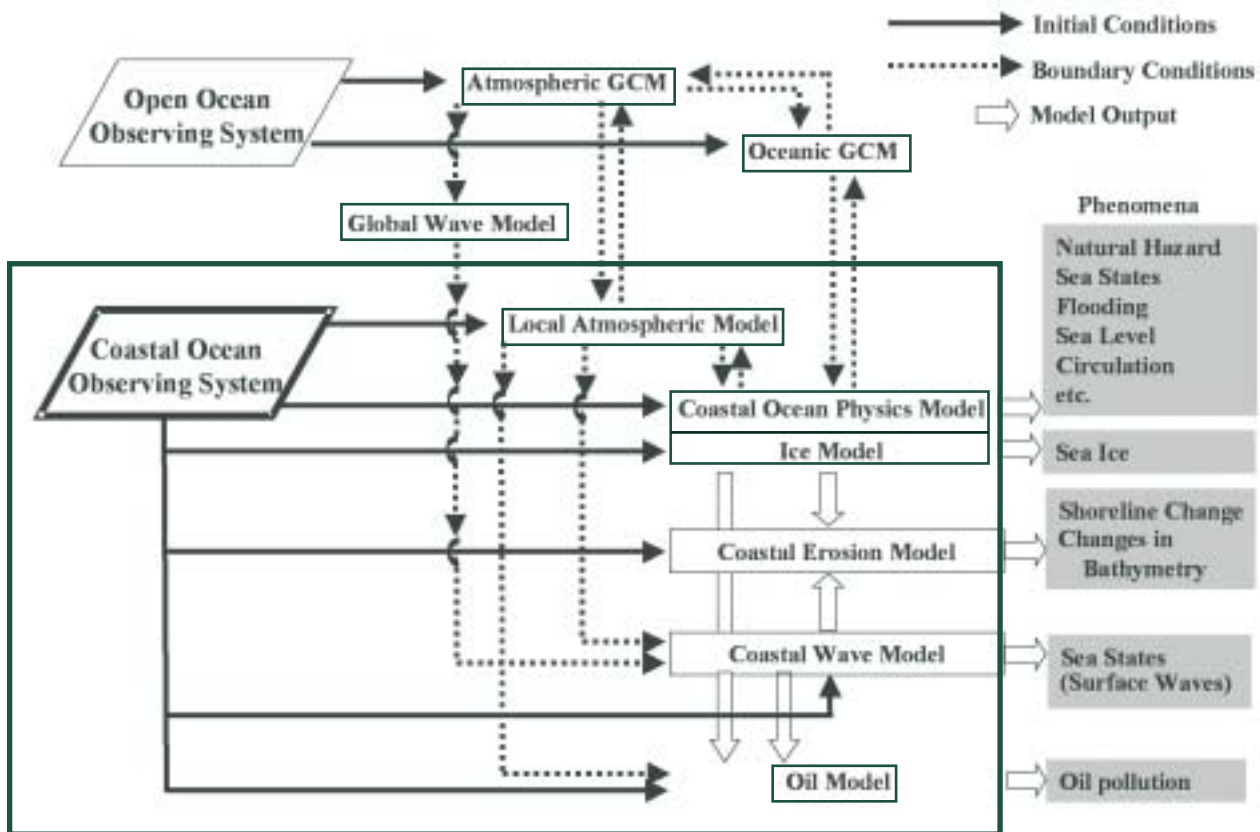 Initial Conditions
Boundary Conditions
Model Output
Open Ocean
Observing System
Atmospheric GCM
Oceanic GCM
Global Wave Model
Phenomena
Natural Hazard
Sea States
Flooding
Sea Level
Circulation
etc.
Coastal Ocean
Observing System
Local Atmospheric Model
Coastal Ocean Physics Model
Ice Model
Sea Ice
Coastal Erosion Model
Shoreline Change
Changes in
Bathymetry
Coastal Wave Model
Sea States
(Surface Waves)
Oil Model
Oil pollution